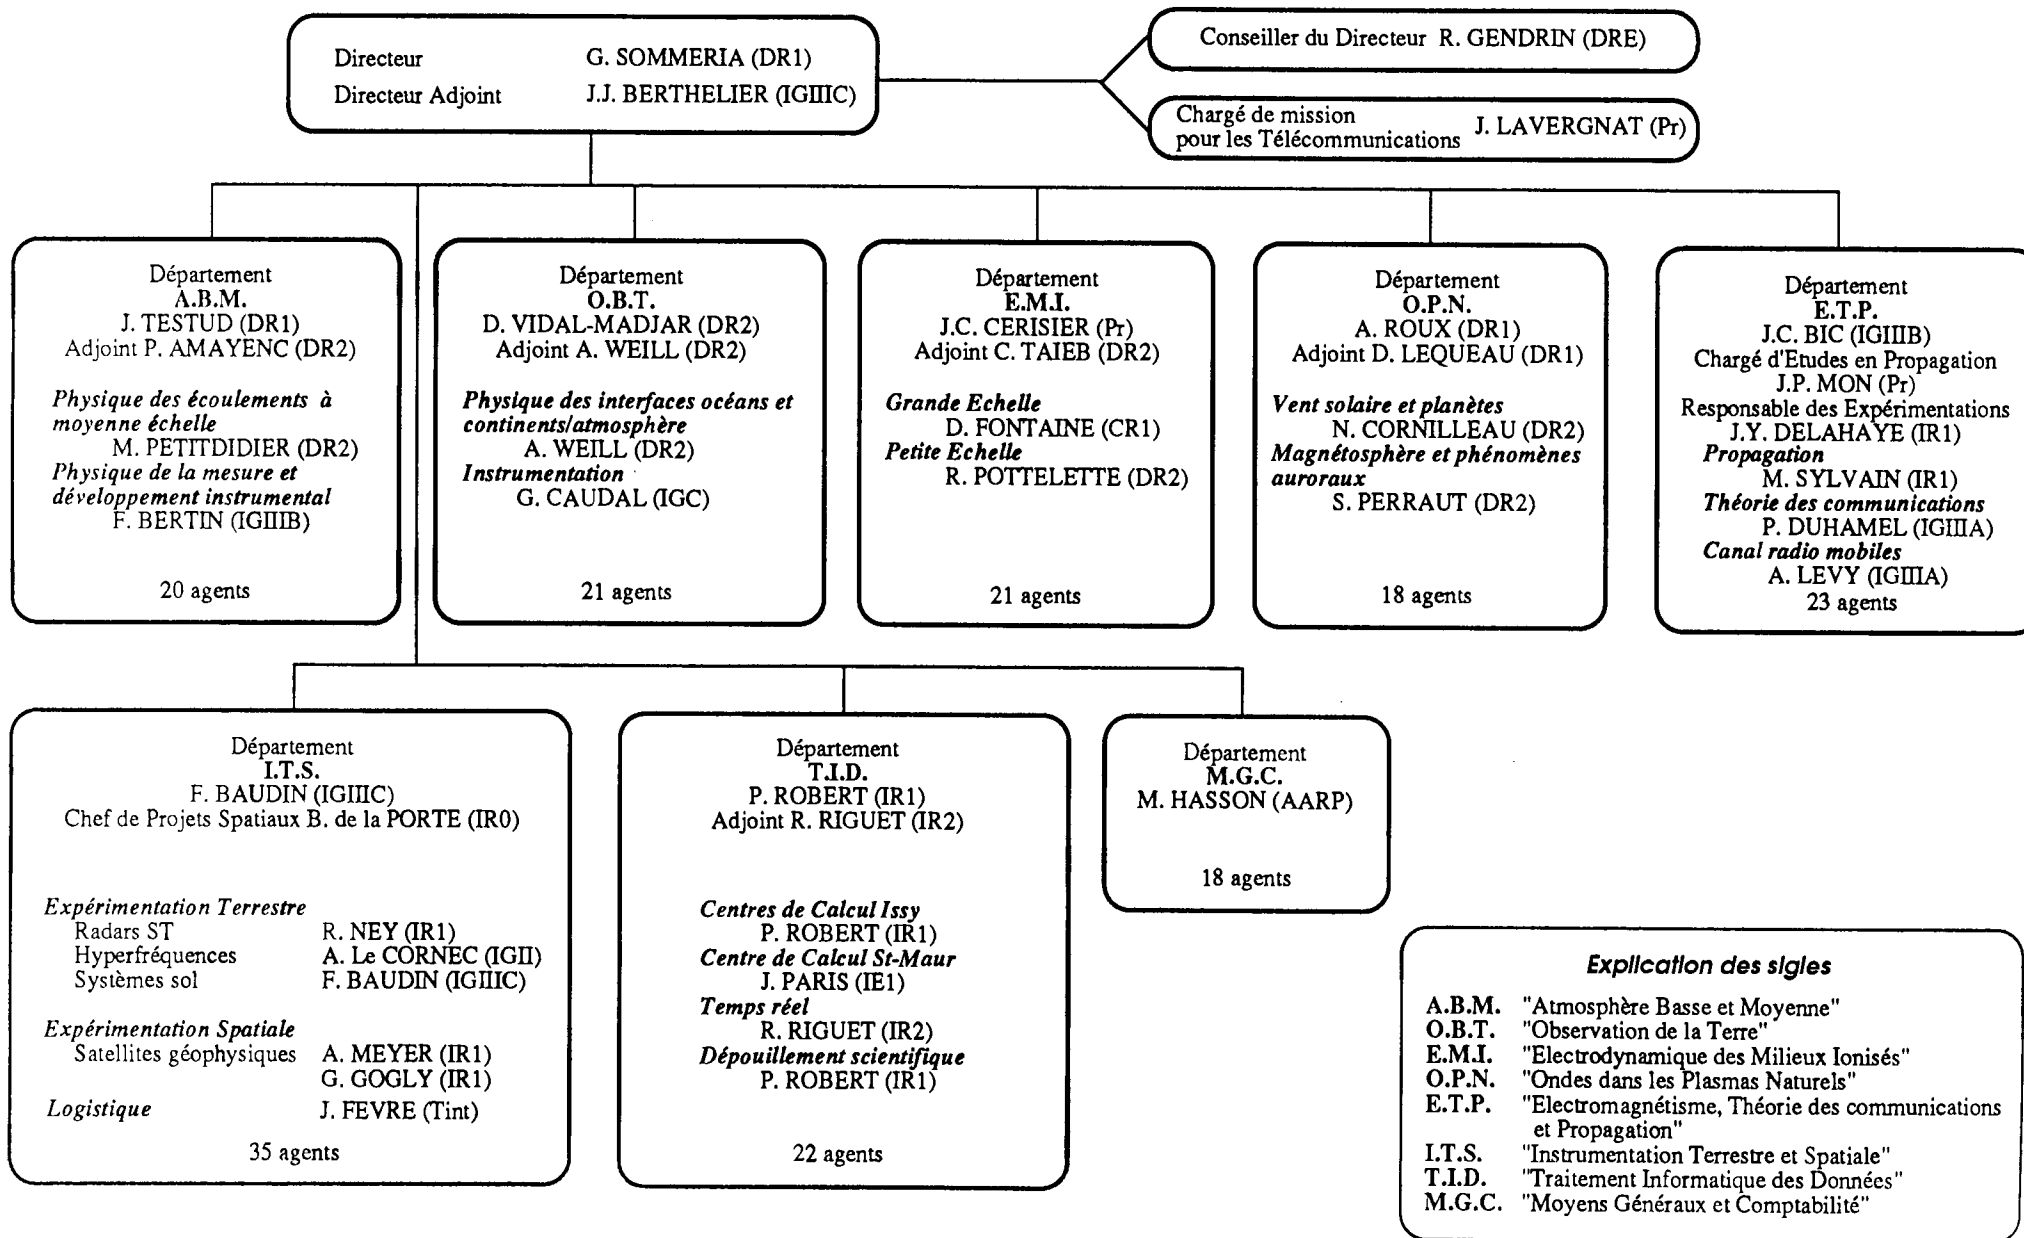 Directeur G. SOMMERIA (DR1)
Directeur Adjoint J.J. BERTHELIER (IGIIIC)
Conseiller du Directeur R. GENDRIN (DRE)
Chargé de mission
pour les Télécommunications J. LAVERGNAT (Pr)
Département
A.B.M.
J. TESTUD (DR1)
Adjoint P. AMAYENC (DR2)
Physique des écoulements à
moyenne échelle
M. PETITDIDIER (DR2)
Physique de la mesure et
développement instrumental
F. BERTIN (IGIIIB)
20 agents
Département
O.B.T.
D. VIDAL-MADJAR (DR2)
Adjoint A. WEILL (DR2)
Physique des interfaces océans et
continents/atmosphère
A. WEILL (DR2)
Instrumentation
G. CAUDAL (IGC)
21 agents
Département
E.M.I.
J.C. CERISIER (Pr)
Adjoint C. TAIEB (DR2)
Grande Echelle
D. FONTAINE (CR1)
Petite Echelle
R. POTTELETTE (DR2)
21 agents
Département
O.P.N.
A. ROUX (DR1)
Adjoint D. LEQUEAU (DR1)
Vent solaire et planètes
N. CORNILLEAU (DR2)
Magnétosphère et phénomènes
auroraux
S. PERRAUT (DR2)
18 agents
Département
E.T.P.
J.C. BIC (IGIIIB)
Chargé d'Etudes en Propagation
J.P. MON (Pr)
Responsable des Expérimentations
J.Y. DELAHAYE (IR1)
Propagation
M. SYLVAIN (IR1)
Théorie des communications
P. DUHAMEL (IGIIIA)
Canal radio mobiles
A. LEVY (IGIIIA)
23 agents
Département
I.T.S.
F. BAUDIN (IGIIIC)
Chef de Projets Spatiaux B. de la PORTE (IR0)
Expérimentation Terrestre
Radars ST R. NEY (IR1)
Hyperfréquences A. Le CORNEC (IGII)
Systèmes sol F. BAUDIN (IGIIIC)
Expérimentation Spatiale
Satellites géophysiques A. MEYER (IR1)
G. GOGLY (IR1)
Logistique J. FEVRE (Tint)
35 agents
Département
T.I.D.
P. ROBERT (IR1)
Adjoint R. RIGUET (IR2)
Centres de Calcul Issy
P. ROBERT (IR1)
Centre de Calcul St-Maur
J. PARIS (IE1)
Temps réel
R. RIGUET (IR2)
Dépouillement scientifique
P. ROBERT (IR1)
22 agents
Département
M.G.C.
M. HASSON (AARP)
18 agents
Explication des sigles
A.B.M. "Atmosphère Basse et Moyenne"
O.B.T. "Observation de la Terre"
E.M.I. "Electrodynamique des Milieux Ionisés"
O.P.N. "Ondes dans les Plasmas Naturels"
E.T.P. "Electromagnétisme, Théorie des communications
et Propagation"
I.T.S. "Instrumentation Terrestre et Spatiale"
T.I.D. "Traitement Informatique des Données"
M.G.C. "Moyens Généraux et Comptabilité"